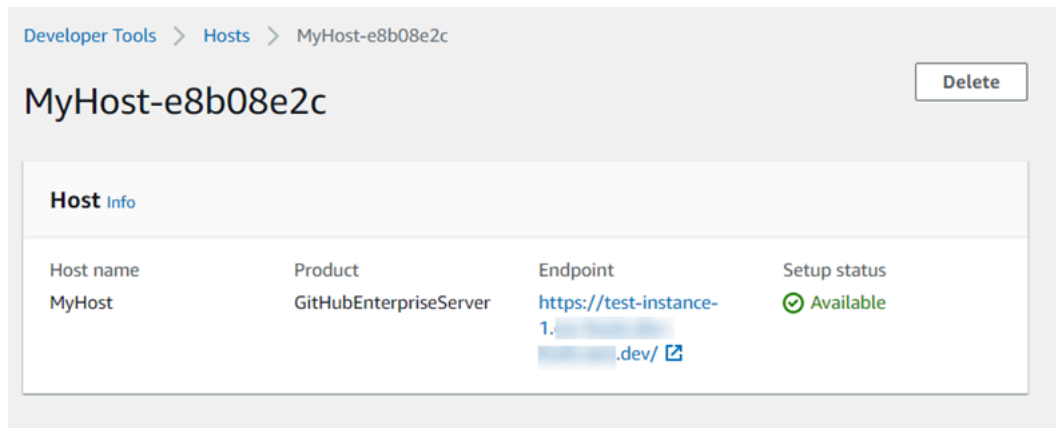 Developer Tools > Hosts > MyHost-e8b08e2c
MyHost-e8b08e2c
Delete
Host Info
Host name
Product
Endpoint
Setup status
MyHost
GitHubEnterpriseServer
https://test-instance-
1.
.dev/
Available